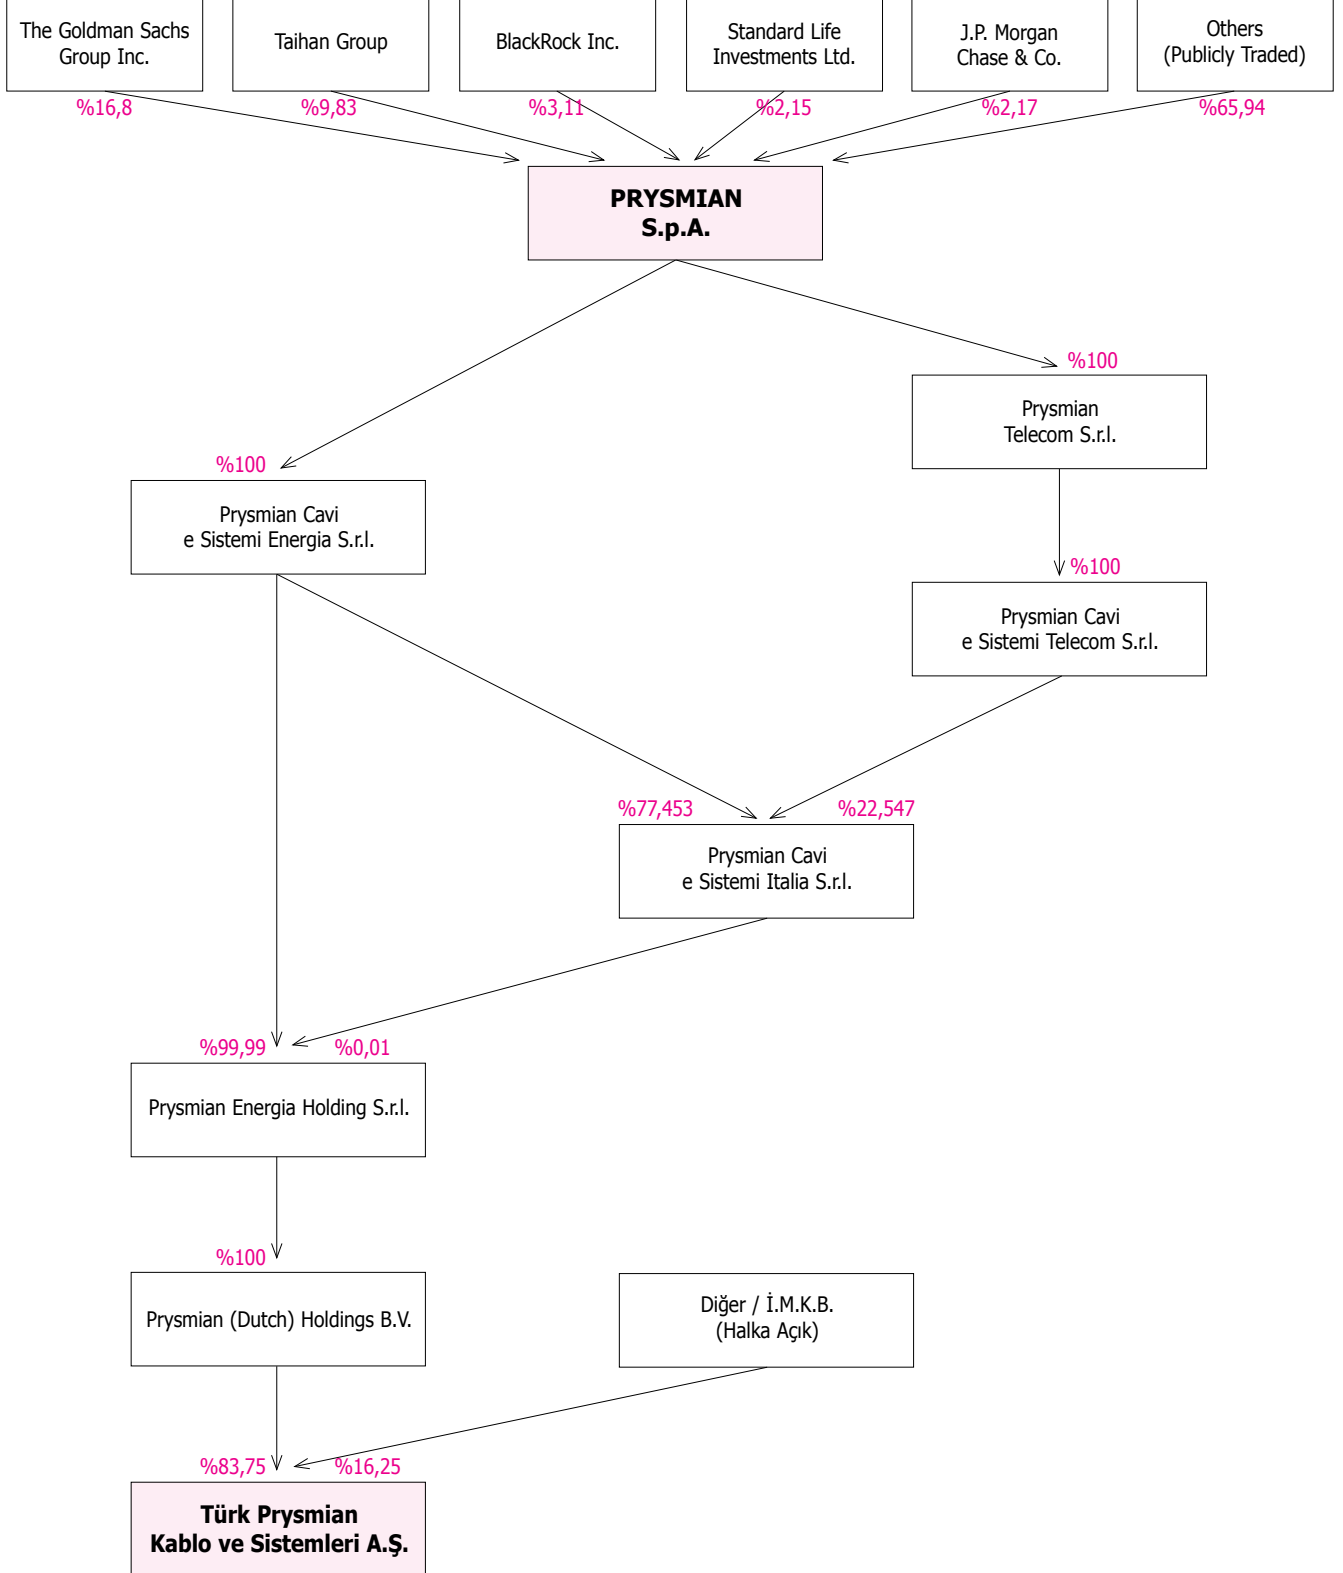 The Goldman Sachs
Group Inc.
Taihan Group
BlackRock Inc.
Standard Life
Investments Ltd.
J.P. Morgan
Chase & Co.
Others
(Publicly Traded)
%16,8
%9,83
%3,11
%2,15
%2,17
%65,94
PRYSMIAN
S.p.A.
%100
Prysmian
Telecom S.r.l.
%100
Prysmian Cavi
e Sistemi Energia S.r.l.
%100
Prysmian Cavi
e Sistemi Telecom S.r.l.
%77,453
%22,547
Prysmian Cavi
e Sistemi Italia S.r.l.
%99,99
%0,01
Prysmian Energia Holding S.r.l.
%100
Prysmian (Dutch) Holdings B.V.
Diğer / İ.M.K.B.
(Halka Açık)
%83,75
%16,25
Türk Prysmian
Kablo ve Sistemleri A.Ş.